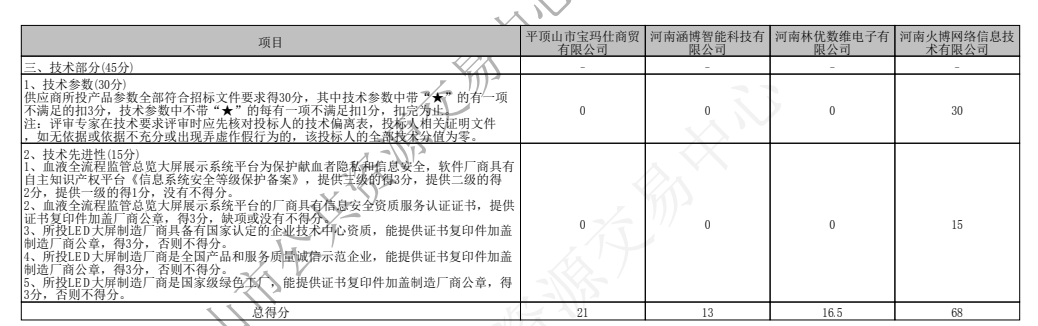 项目
平顶山市宝玛仕商贸
有限公司
河南涵博智能科技有
限公司
河南林优数维电子有
限公司
河南火博网络信息技
术有限公司
三、技术部分(45分)
-
-
-
-
1、技术参数(30分)
供应商所投产品参数全部符合招标文件要求得30分，其中技术参数中带“★”的有一项
不满足的扣3分，技术参数中不带“★”的每有一项不满足扣1分，扣完为止。
注：评审专家在技术要求评审时应先核对投标人的技术偏离表，投标人相关证明文件
，如无依据或依据不充分或出现弄虚作假行为的，该投标人的全部技术分值为零。
0
0
0
30
2、技术先进性(15分)
1、血液全流程监管总览大屏展示系统平台为保护献血者隐私和信息安全，软件厂商具有
自主知识产权平台《信息系统安全等级保护备案》，提供三级的得3分，提供二级的得
2分，提供一级的得1分，没有不得分。
2、血液全流程监管总览大屏展示系统平台的厂商具有信息安全资质服务认证证书，提供
证书复印件加盖厂商公章，得3分，缺项或没有不得分。
3、所投LED大屏制造厂商具备有国家认定的企业技术中心资质，能提供证书复印件加盖
制造厂商公章，得3分，否则不得分。
4、所投LED大屏制造厂商是全国产品和服务质量诚信示范企业，能提供证书复印件加盖
制造厂商公章，得3分，否则不得分。
5、所投LED大屏制造厂商是国家级绿色工厂，能提供证书复印件加盖制造厂商公章，得
3分，否则不得分。
0
0
0
15
总得分
21
13
16.5
68
山市公共资源交易中心
资源交易中心